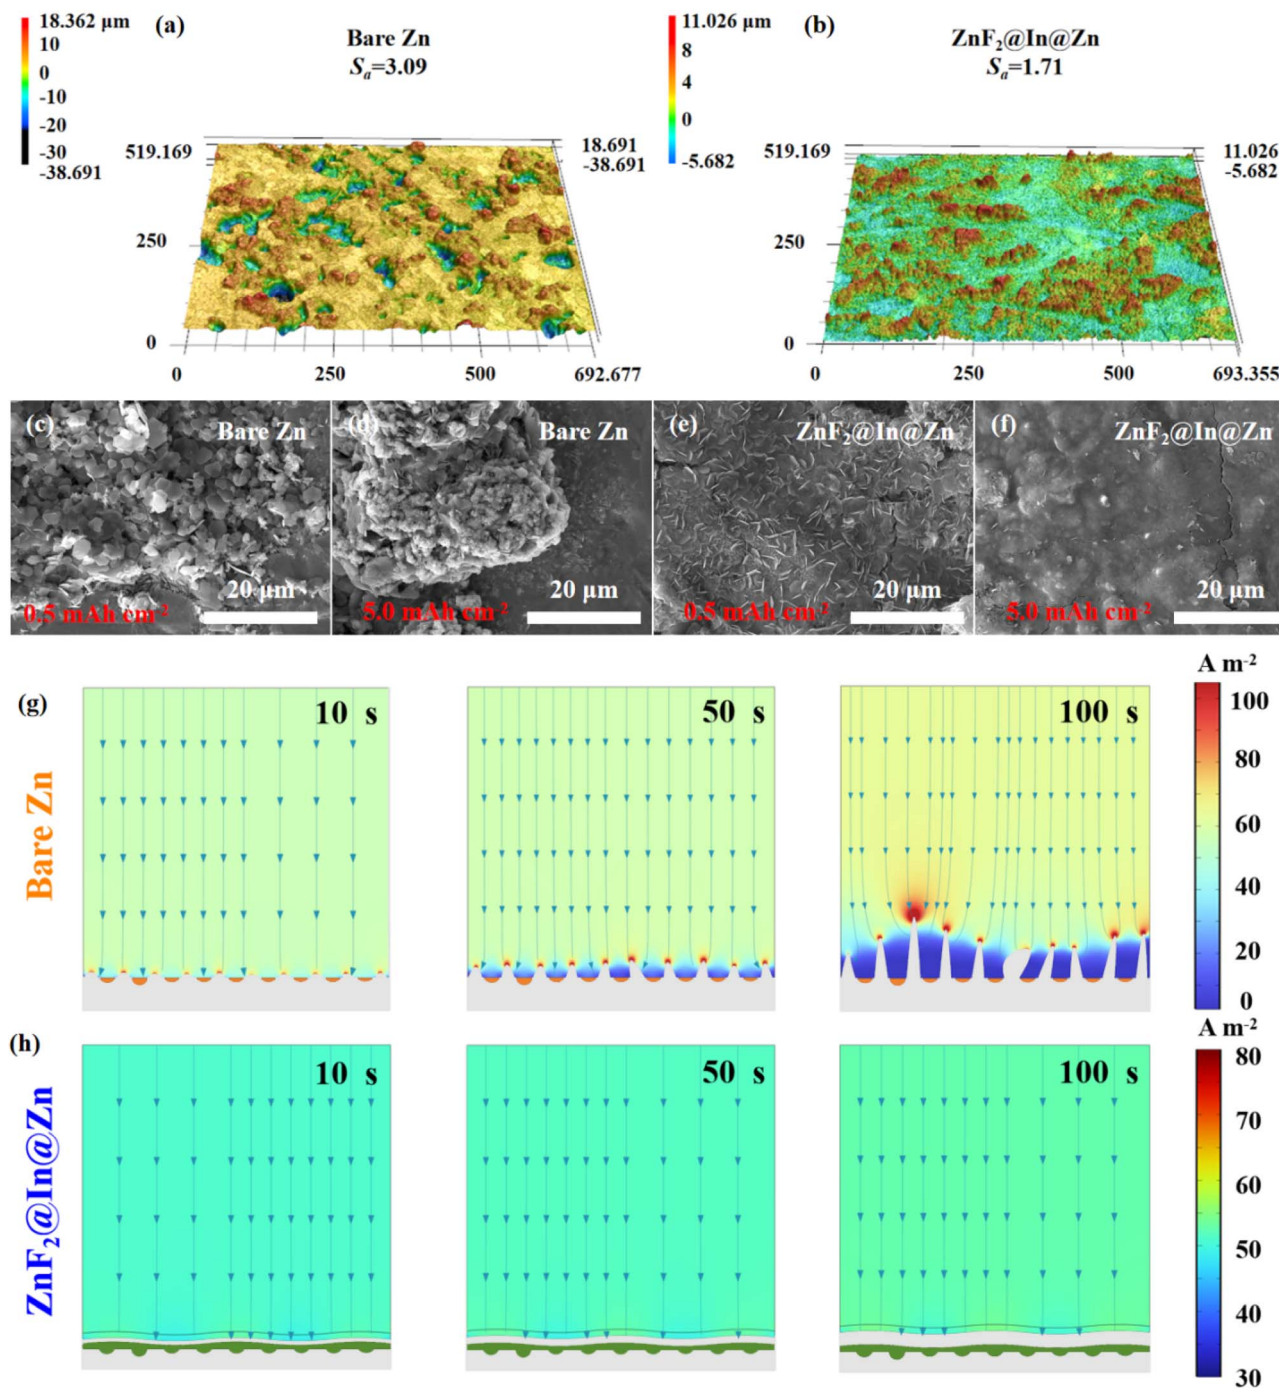 18.362 μm
10
0
-10
-20
-30
-38.691
(a)
Bare Zn
Sₐ=3.09
519.169
250
0
18.691
-38.691
0
250
500
692.677
11.026 μm
8
4
0
-5.682
(b)
ZnF₂@In@Zn
Sₐ=1.71
519.169
250
0
11.026
-5.682
0
250
500
693.355
(c)
Bare Zn
0.5 mAh cm⁻²
20 μm
(d)
Bare Zn
5.0 mAh cm⁻²
20 μm
(e)
ZnF₂@In@Zn
0.5 mAh cm⁻²
20 μm
(f)
ZnF₂@In@Zn
5.0 mAh cm⁻²
20 μm
(g)
Bare Zn
10 s
50 s
100 s
A m⁻²
100
80
60
40
20
0
(h)
ZnF₂@In@Zn
10 s
50 s
100 s
A m⁻²
80
70
60
50
40
30